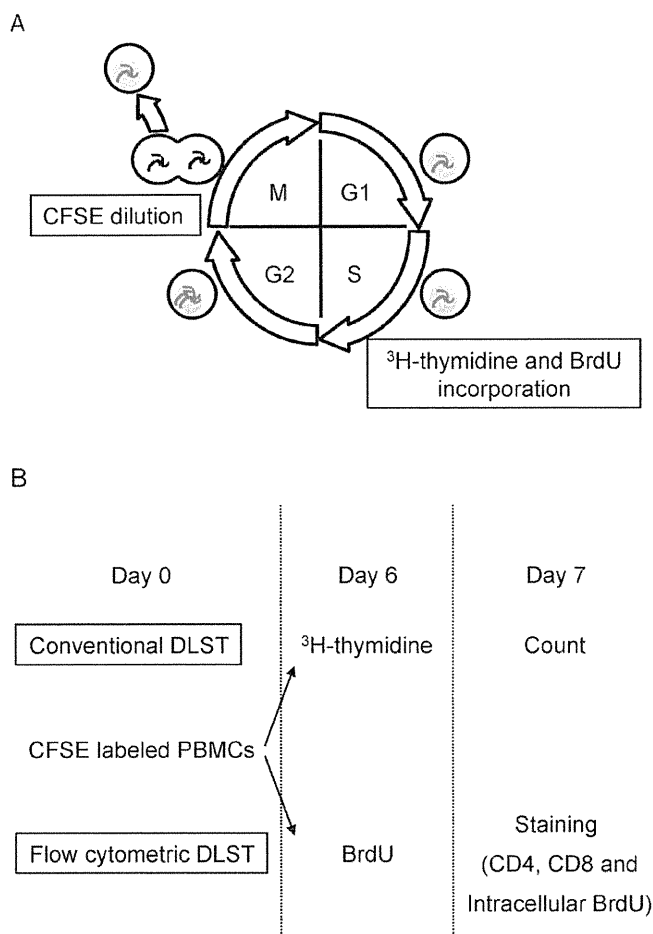 A
M
G1
CFSE dilution
G2
S
³H-thymidine and BrdU
incorporation
B
Day 0
Day 6
Day 7
Conventional DLST
³H-thymidine
Count
CFSE labeled PBMCs
Flow cytometric DLST
BrdU
Staining
(CD4, CD8 and
Intracellular BrdU)